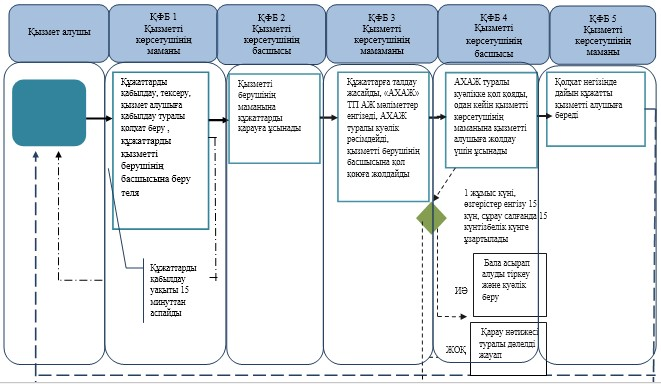 Қызмет алушы
ҚФБ 1
Қызметті
көрсетушінің
маманы
ҚФБ 2
Қызметті
көрсетушінің
басшысы
ҚФБ 3
Қызметті
көрсетушінің
мамаманы
ҚФБ 4
Қызметті
көрсетушінің
басшысы
ҚФБ 5
Қызметті
көрсетушінің
маманы
Құжаттарды
қабылдау, тексеру,
қызмет алушыға
қабылдау туралы
қолхат беру ,
құжаттарды
қызметті
берушінің
басшысына беру
теля
Қызметті
берушінің
маманына
құжаттарды
қарауға ұсынады
Құжаттарға талдау
жасайды, «АХАЖ»
ТП АЖ мәліметтер
енгізеді, АХАЖ
туралы куәлік
рәсімдейді,
қызметті берушінің
басшысына қол
қоюға жолдайды
АХАЖ туралы
куәлікке қол қояды,
одан кейін қызметті
көрсетушінің
маманына қызметті
алушыға жолдау
үшін ұсынады
Қолхат негізінде
дайын құжатты
қызметті алушыға
береді
1 жұмыс күні,
өзгерістер енгізу 15
күн, сұрау салғанда 15
күнтізбелік күнге
ұзартылады
Құжаттарды
қабылдау
уақыты 15
минуттан
аспайды
ИӘ
Бала асырап
алуды тіркеу
және куәлік
беру
ЖОҚ
Қарау нәтижесі
туралы дәлелді
жауап